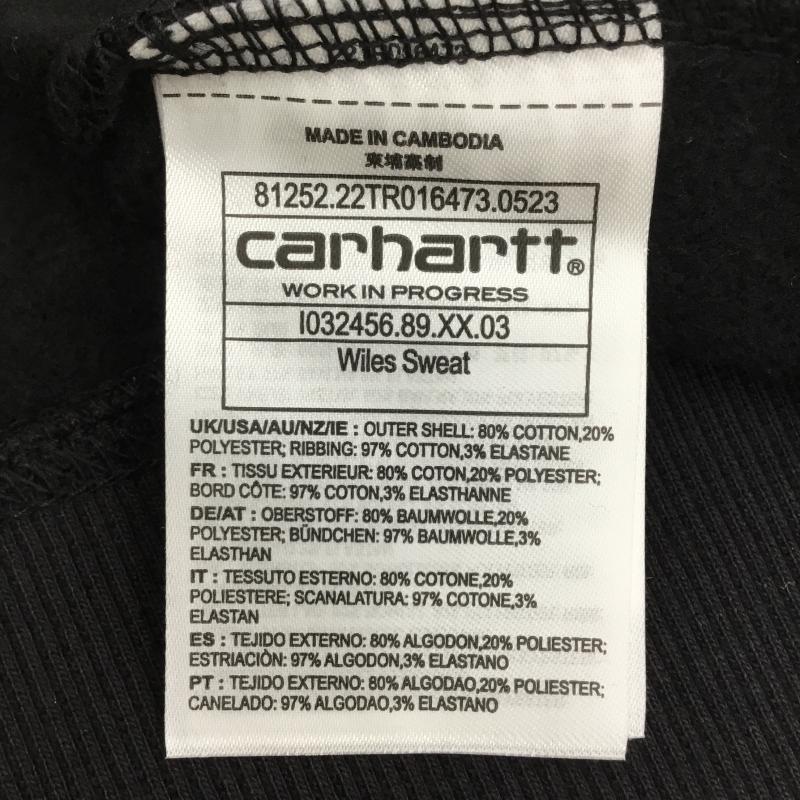 MADE IN CAMBODIA
柬埔寨制
81252.22TR016473.0523
carhartt®
WORK IN PROGRESS
I032456.89.XX.03
Wiles Sweat
UK/USA/AU/NZ/IE : OUTER SHELL: 80% COTTON,20%
POLYESTER; RIBBING: 97% COTTON,3% ELASTANE
FR : TISSU EXTERIEUR: 80% COTON,20% POLYESTER;
BORD CÔTE: 97% COTON,3% ELASTHANNE
DE/AT : OBERSTOFF: 80% BAUMWOLLE,20%
POLYESTER; BÜNDCHEN: 97% BAUMWOLLE,3%
ELASTHAN
IT : TESSUTO ESTERNO: 80% COTONE,20%
POLIESTERE; SCANALATURA: 97% COTONE,3%
ELASTAN
ES : TEJIDO EXTERNO: 80% ALGODON,20% POLIESTER;
ESTRIACIÒN: 97% ALGODON,3% ELASTANO
PT : TEJIDO EXTERNO: 80% ALGODAO,20% POLIESTER;
CANELADO: 97% ALGODAO,3% ELASTANO